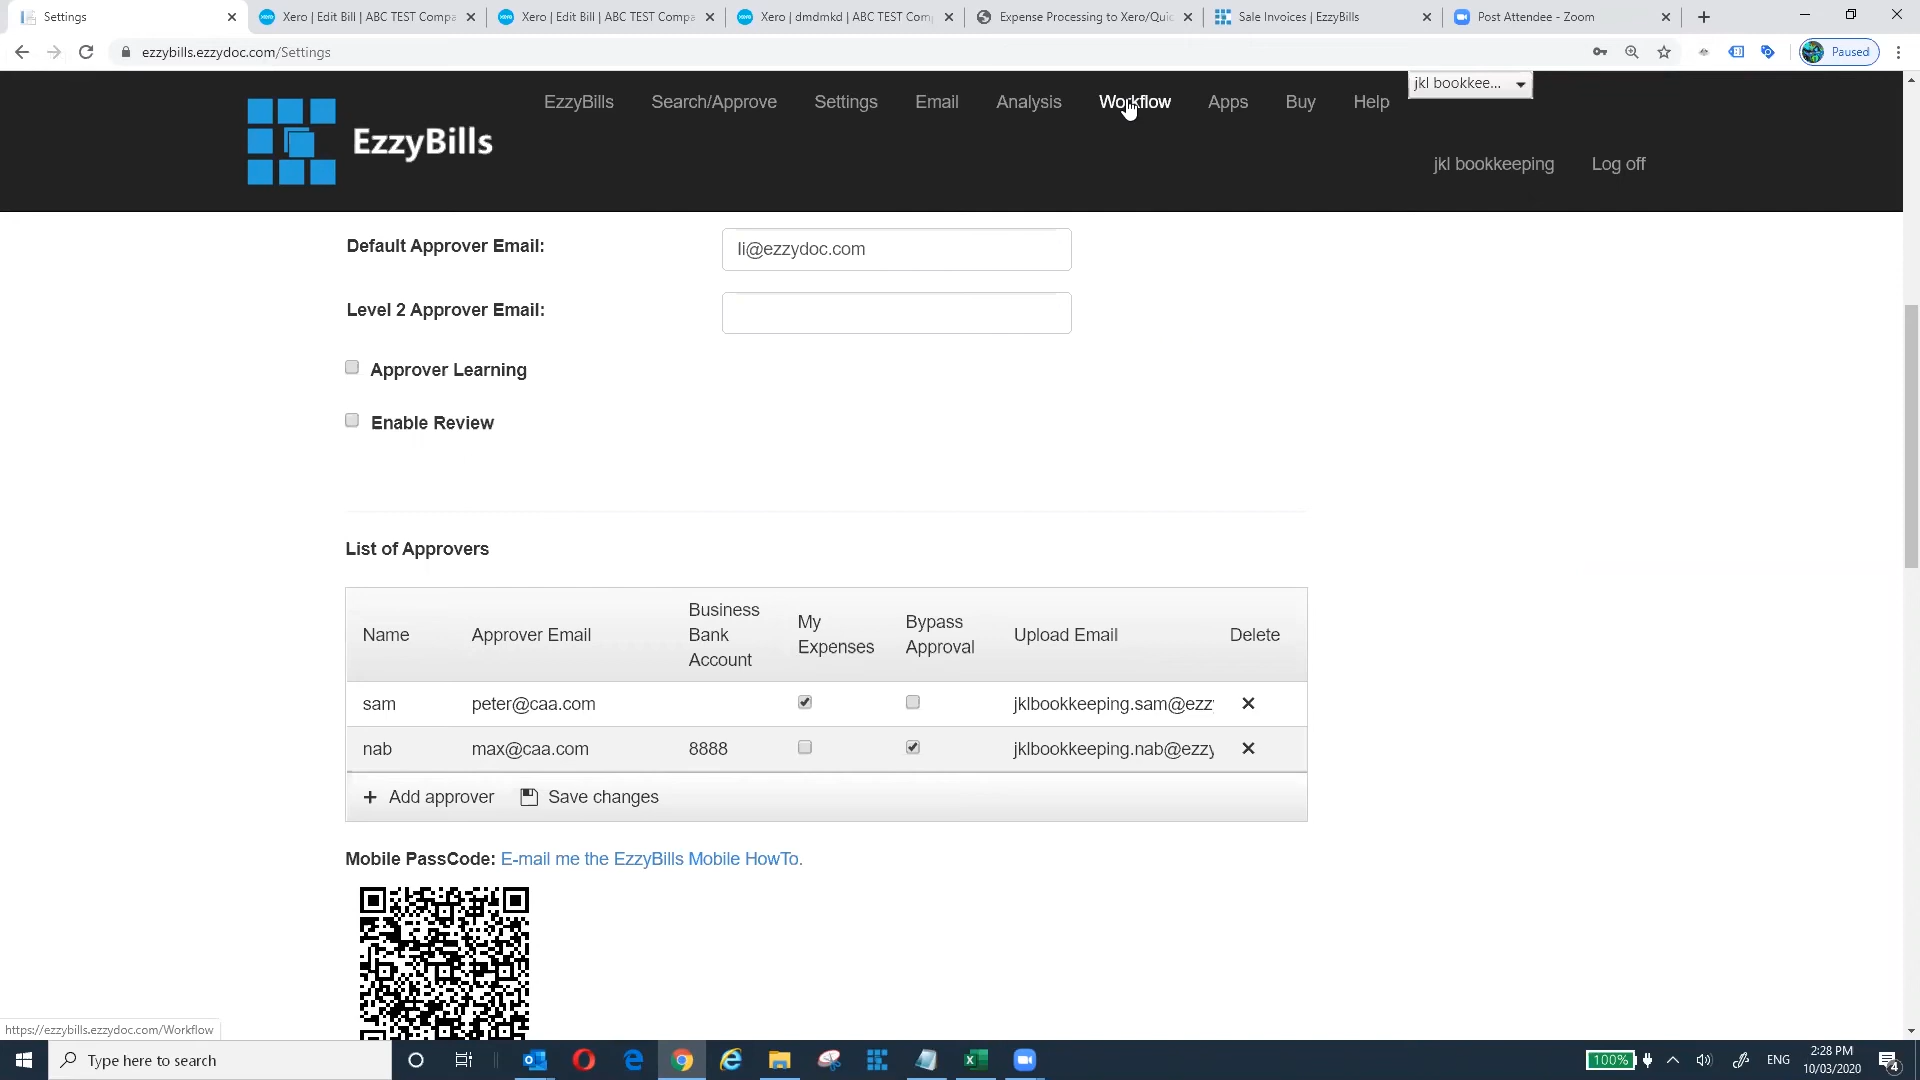 Settings
Xero | Edit Bill | ABC TEST Compa
Xero | Edit Bill | ABC TEST Compa
Xero | dmdmkd | ABC TEST Com
Expense Processing to Xero/Quic
Sale Invoices | EzzyBills
Post Attendee - Zoom
ezzybills.ezzydoc.com/Settings
Paused
EzzyBills
EzzyBills
Search/Approve
Settings
Email
Analysis
Workflow
Apps
Buy
Help
jkl bookkee...
jkl bookkeeping
Log off
Default Approver Email:
li@ezzydoc.com
Level 2 Approver Email:
Approver Learning
Enable Review
List of Approvers
Name
Approver Email
Business Bank Account
My Expenses
Bypass Approval
Upload Email
Delete
sam
peter@caa.com
jklbookkeeping.sam@ezz
nab
max@caa.com
8888
jklbookkeeping.nab@ezzy
+ Add approver
Save changes
Mobile PassCode: E-mail me the EzzyBills Mobile HowTo.
https://ezzybills.ezzydoc.com/Workflow
Type here to search
100%
ENG
2:28 PM
10/03/2020
4